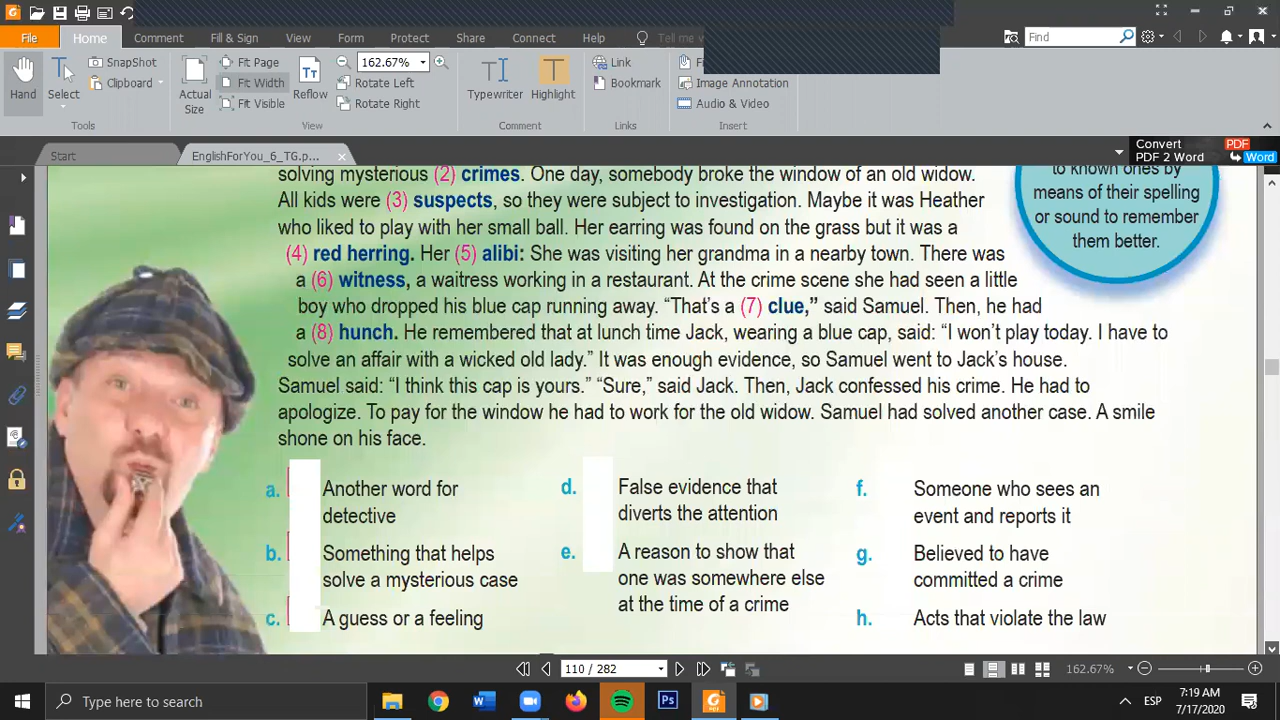 File Home Comment Fill & Sign View Form Protect Share Connect Help Tell me Find
SnapShot Fit Page 162.67% Link
Clipboard Fit Width Rotate Left Bookmark Image Annotation
Hand Select Actual Size Fit Visible Reflow Rotate Right Typewriter Highlight Audio & Video
Tools View Comment Links Insert
Start EnglishForYou_6_TG.p... Convert PDF
PDF 2 Word Word
solving mysterious (2) crimes. One day, somebody broke the window of an old widow.
All kids were (3) suspects, so they were subject to investigation. Maybe it was Heather
who liked to play with her small ball. Her earring was found on the grass but it was a
(4) red herring. Her (5) alibi: She was visiting her grandma in a nearby town. There was
a (6) witness, a waitress working in a restaurant. At the crime scene she had seen a little
boy who dropped his blue cap running away. “That’s a (7) clue,” said Samuel. Then, he had
a (8) hunch. He remembered that at lunch time Jack, wearing a blue cap, said: “I won’t play today. I have to
solve an affair with a wicked old lady.” It was enough evidence, so Samuel went to Jack’s house.
Samuel said: “I think this cap is yours.” “Sure,” said Jack. Then, Jack confessed his crime. He had to
apologize. To pay for the window he had to work for the old widow. Samuel had solved another case. A smile
shone on his face.
to known ones by
means of their spelling
or sound to remember
them better.
a. Another word for
detective
b. Something that helps
solve a mysterious case
c. A guess or a feeling
d. False evidence that
diverts the attention
e. A reason to show that
one was somewhere else
at the time of a crime
f. Someone who sees an
event and reports it
g. Believed to have
committed a crime
h. Acts that violate the law
110 / 282 162.67%
Type here to search ESP 7:19 AM
7/17/2020